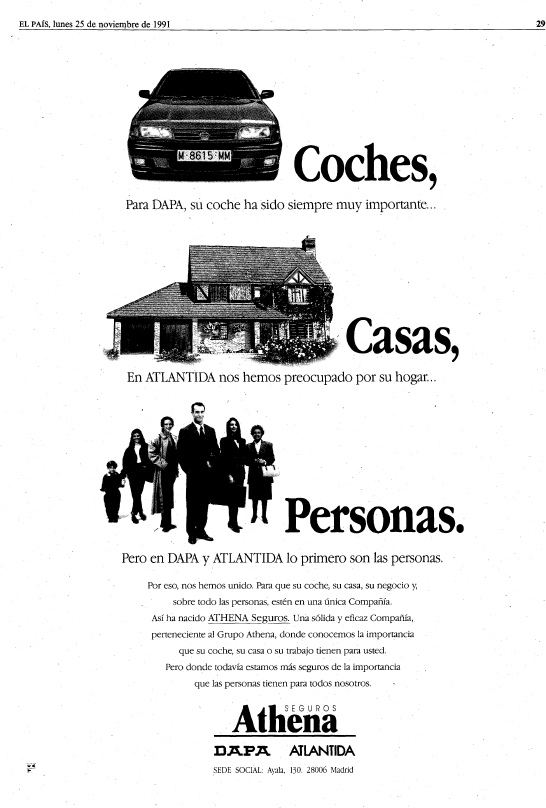 EL PAÍS, lunes 25 de noviembre de 1991
29
M-8615-MM
Coches,
Para DAPA, su coche ha sido siempre muy importante...
Casas,
En ATLANTIDA nos hemos preocupado por su hogar...
Personas.
Pero en DAPA y ATLANTIDA lo primero son las personas.
Por eso, nos hemos unido. Para que su coche, su casa, su negocio y,
sobre todo las personas, estén en una única Compañía.
Así ha nacido ATHENA Seguros. Una sólida y eficaz Compañía,
perteneciente al Grupo Athena, donde conocemos la importancia
que su coche, su casa o su trabajo tienen para usted.
Pero donde todavía estamos más seguros de la importancia
que las personas tienen para todos nosotros.
SEGUROS
Athena
DAPA ATLANTIDA
SEDE SOCIAL: Ayala, 130. 28006 Madrid